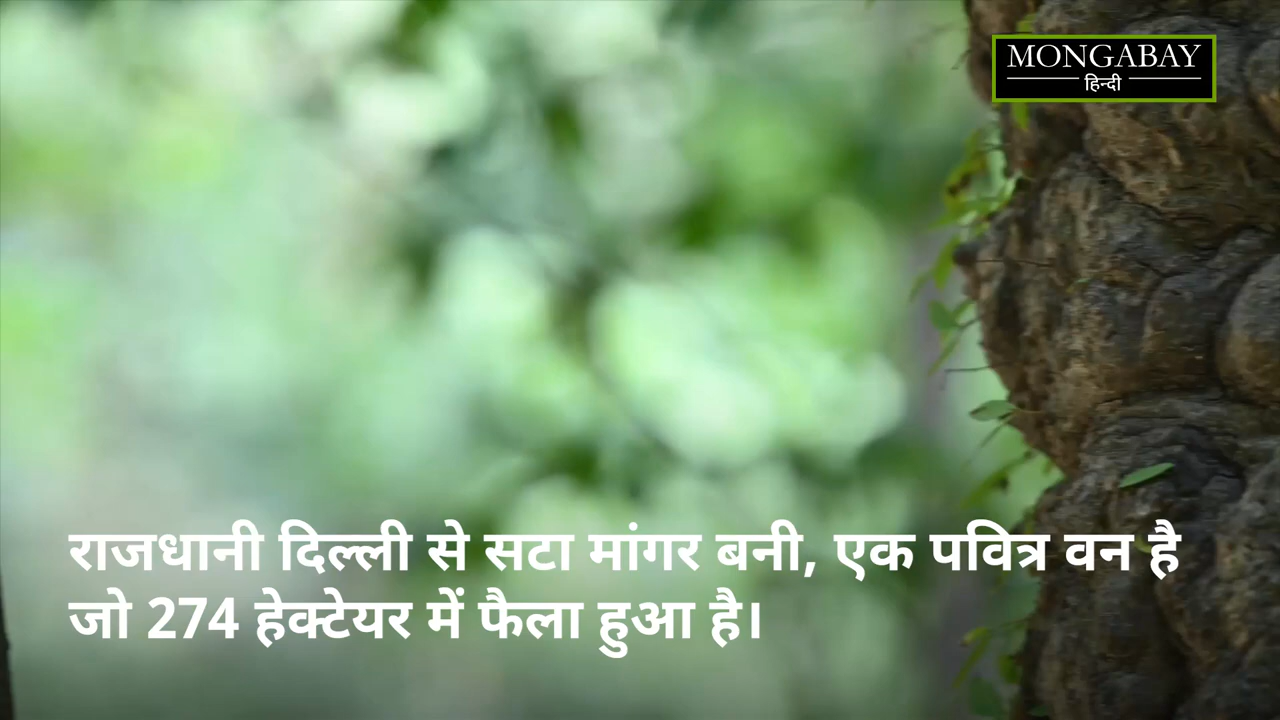 MONGABAY
हिन्दी
राजधानी दिल्ली से सटा मांगर बनी, एक पवित्र वन है
जो 274 हेक्टेयर में फैला हुआ है।